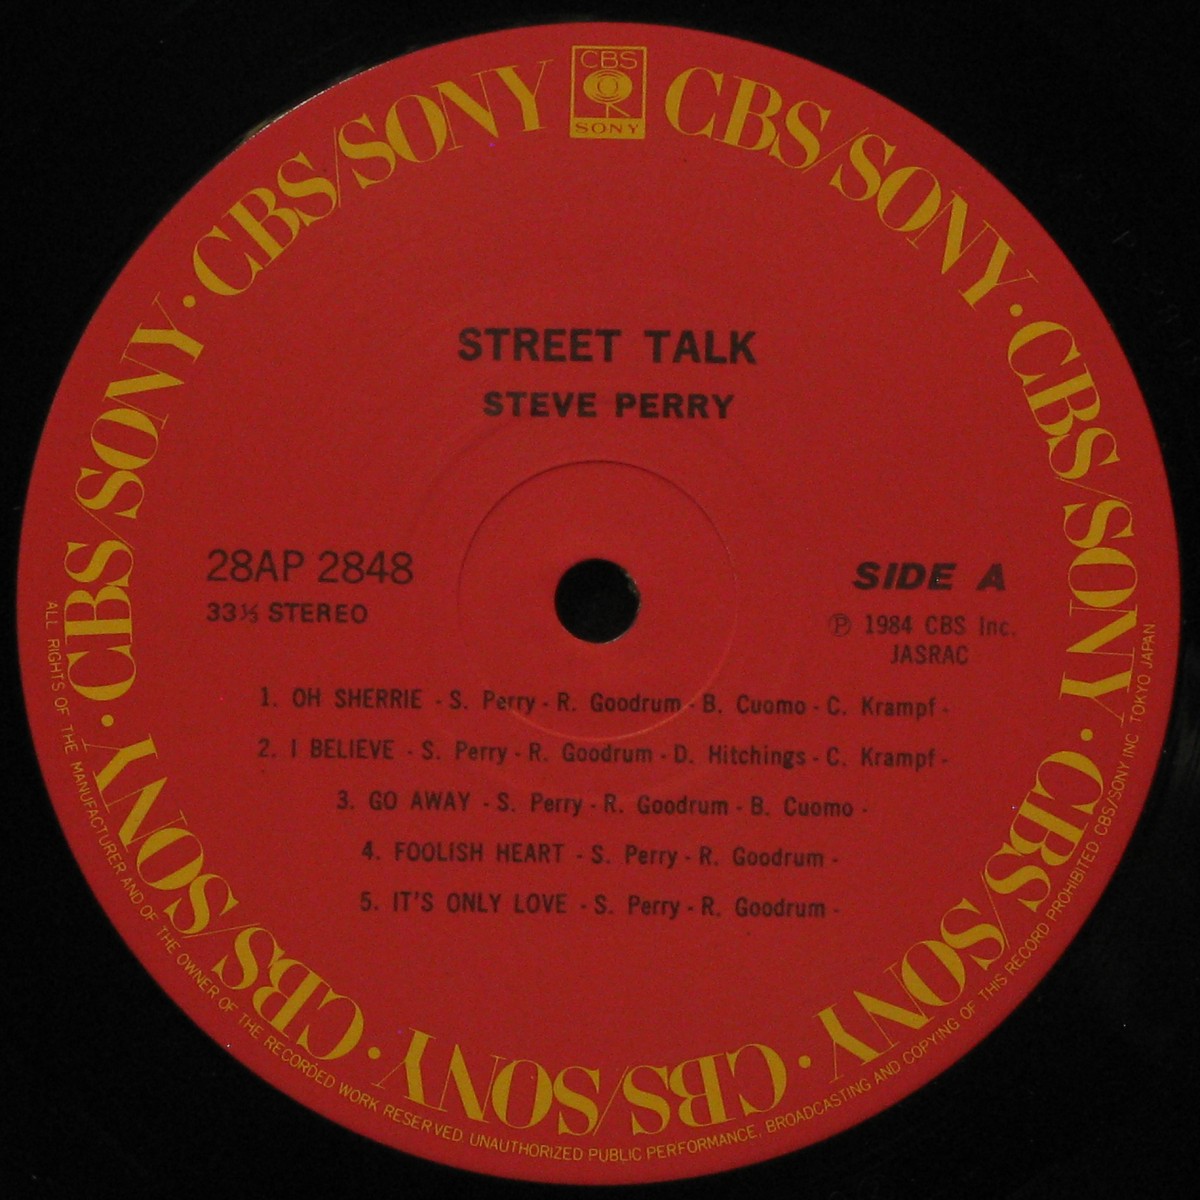 CBS
SONY
CBS/SONY · CBS/SONY · CBS/SONY · CBS/SONY · CBS/SONY · CBS/SONY · CBS/SONY
STREET TALK
STEVE PERRY
28AP 2848
33⅓ STEREO
SIDE A
Ⓟ 1984 CBS Inc.
JASRAC
1. OH SHERRIE - S. Perry - R. Goodrum - B. Cuomo - C. Krampf -
2. I BELIEVE - S. Perry - R. Goodrum - D. Hitchings - C. Krampf -
3. GO AWAY - S. Perry - R. Goodrum - B. Cuomo -
4. FOOLISH HEART - S. Perry - R. Goodrum -
5. IT'S ONLY LOVE - S. Perry - R. Goodrum -
ALL RIGHTS OF THE MANUFACTURER AND OF THE OWNER OF THE RECORDED WORK RESERVED. UNAUTHORIZED PUBLIC PERFORMANCE, BROADCASTING AND COPYING OF THIS RECORD PROHIBITED CBS/SONY INC. TOKYO JAPAN